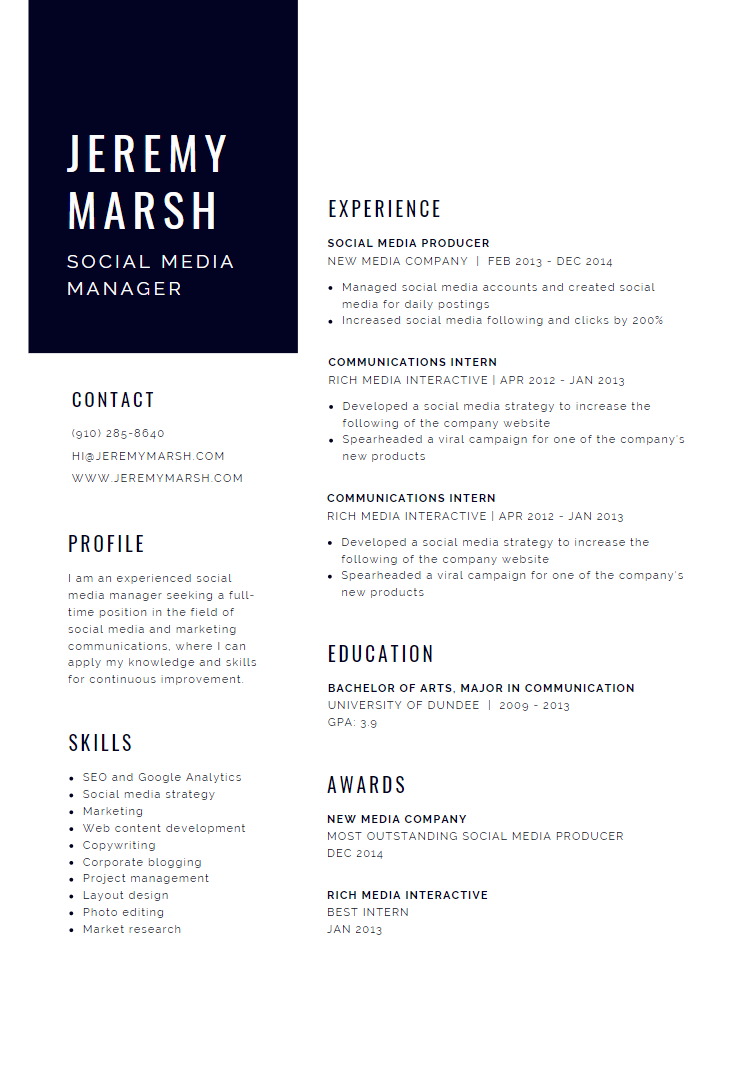 JEREMY
MARSH
SOCIAL MEDIA
MANAGER
CONTACT
(910) 285-8640
HI@JEREMYMARSH.COM
WWW.JEREMYMARSH.COM
PROFILE
I am an experienced social
media manager seeking a full-
time position in the field of
social media and marketing
communications, where I can
apply my knowledge and skills
for continuous improvement.
SKILLS
• SEO and Google Analytics
• Social media strategy
• Marketing
• Web content development
• Copywriting
• Corporate blogging
• Project management
• Layout design
• Photo editing
• Market research
EXPERIENCE
SOCIAL MEDIA PRODUCER
NEW MEDIA COMPANY | FEB 2013 - DEC 2014
• Managed social media accounts and created social
media for daily postings
• Increased social media following and clicks by 200%
COMMUNICATIONS INTERN
RICH MEDIA INTERACTIVE | APR 2012 - JAN 2013
• Developed a social media strategy to increase the
following of the company website
• Spearheaded a viral campaign for one of the company's
new products
COMMUNICATIONS INTERN
RICH MEDIA INTERACTIVE | APR 2012 - JAN 2013
• Developed a social media strategy to increase the
following of the company website
• Spearheaded a viral campaign for one of the company's
new products
EDUCATION
BACHELOR OF ARTS, MAJOR IN COMMUNICATION
UNIVERSITY OF DUNDEE | 2009 - 2013
GPA: 3.9
AWARDS
NEW MEDIA COMPANY
MOST OUTSTANDING SOCIAL MEDIA PRODUCER
DEC 2014
RICH MEDIA INTERACTIVE
BEST INTERN
JAN 2013